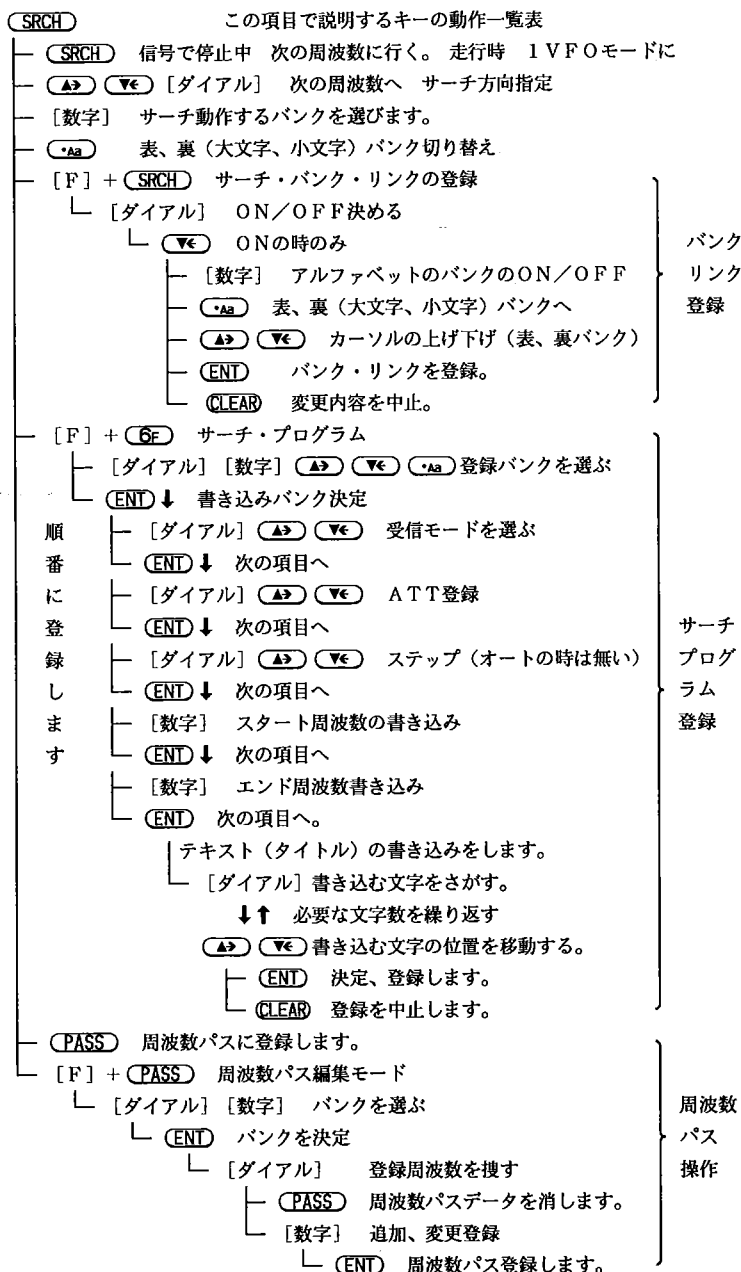 SRCH この項目で説明するキーの動作一覧表
SRCH 信号で停止中 次の周波数に行く。 走行時 1VFOモードに
▲→ ▼← [ダイアル] 次の周波数へ サーチ方向指定
[数字] サーチ動作するバンクを選びます。
・Aa 表、裏(大文字、小文字)バンク切り替え
[F]+SRCH サーチ・バンク・リンクの登録
[ダイアル] ON/OFF決める
▼← ONの時のみ
[数字] アルファベットのバンクのON/OFF
・Aa 表、裏(大文字、小文字)バンクへ
▲→ ▼← カーソルの上げ下げ(表、裏バンク)
ENT バンク・リンクを登録。
CLEAR 変更内容を中止。
バンク
リンク
登録
[F]+6F サーチ・プログラム
[ダイアル][数字] ▲→ ▼← ・Aa 登録バンクを選ぶ
ENT ↓ 書き込みバンク決定
順番に登録します
[ダイアル] ▲→ ▼← 受信モードを選ぶ
ENT ↓ 次の項目へ
[ダイアル] ▲→ ▼← ATT登録
ENT ↓ 次の項目へ
[ダイアル] ▲→ ▼← ステップ(オートの時は無い)
ENT ↓ 次の項目へ
[数字] スタート周波数の書き込み
ENT ↓ 次の項目へ
[数字] エンド周波数書き込み
ENT 次の項目へ。
テキスト(タイトル)の書き込みをします。
[ダイアル]書き込む文字をさがす。
↓↑ 必要な文字数を繰り返す
▲→ ▼← 書き込む文字の位置を移動する。
ENT 決定、登録します。
CLEAR 登録を中止します。
サーチ
プログ
ラム
登録
PASS 周波数パスに登録します。
[F]+PASS 周波数パス編集モード
[ダイアル][数字] バンクを選ぶ
ENT バンクを決定
[ダイアル] 登録周波数を捜す
PASS 周波数パスデータを消します。
[数字] 追加、変更登録
ENT 周波数パス登録します。
周波数
パス
操作